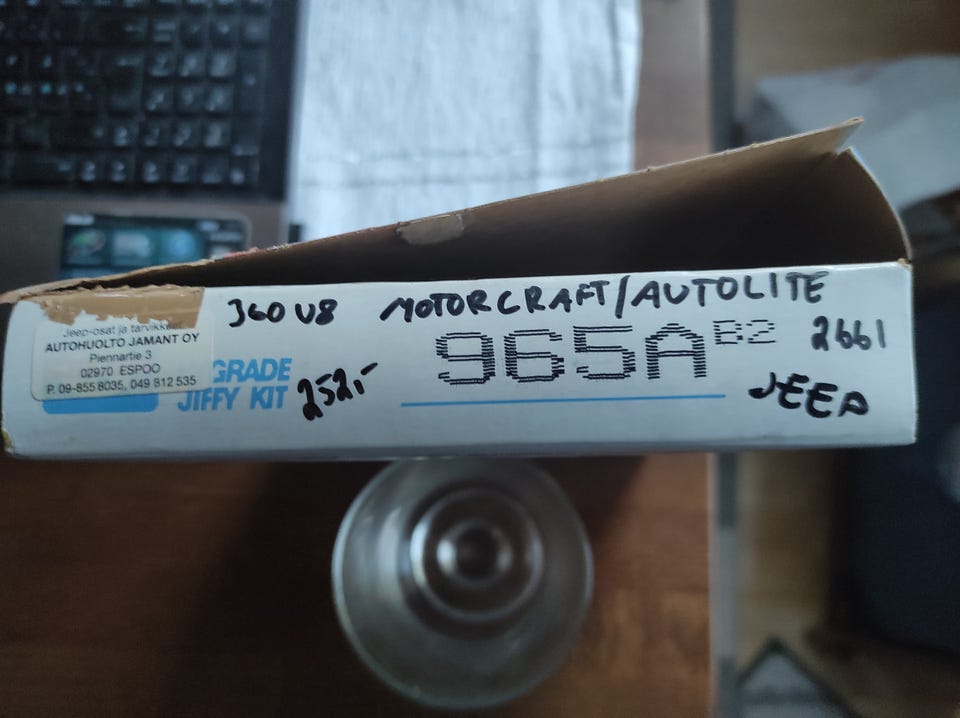 360 V8 MOTORCRAFT/AUTOLITE
Jeep-osat ja tarvikkeet
AUTOHUOLTO JAMANT OY
Piennartie 3
02970 ESPOO
P. 09-855 8035, 049 812 535
GRADE
JIFFY KIT
252,-
965A B2
2661
JEEP